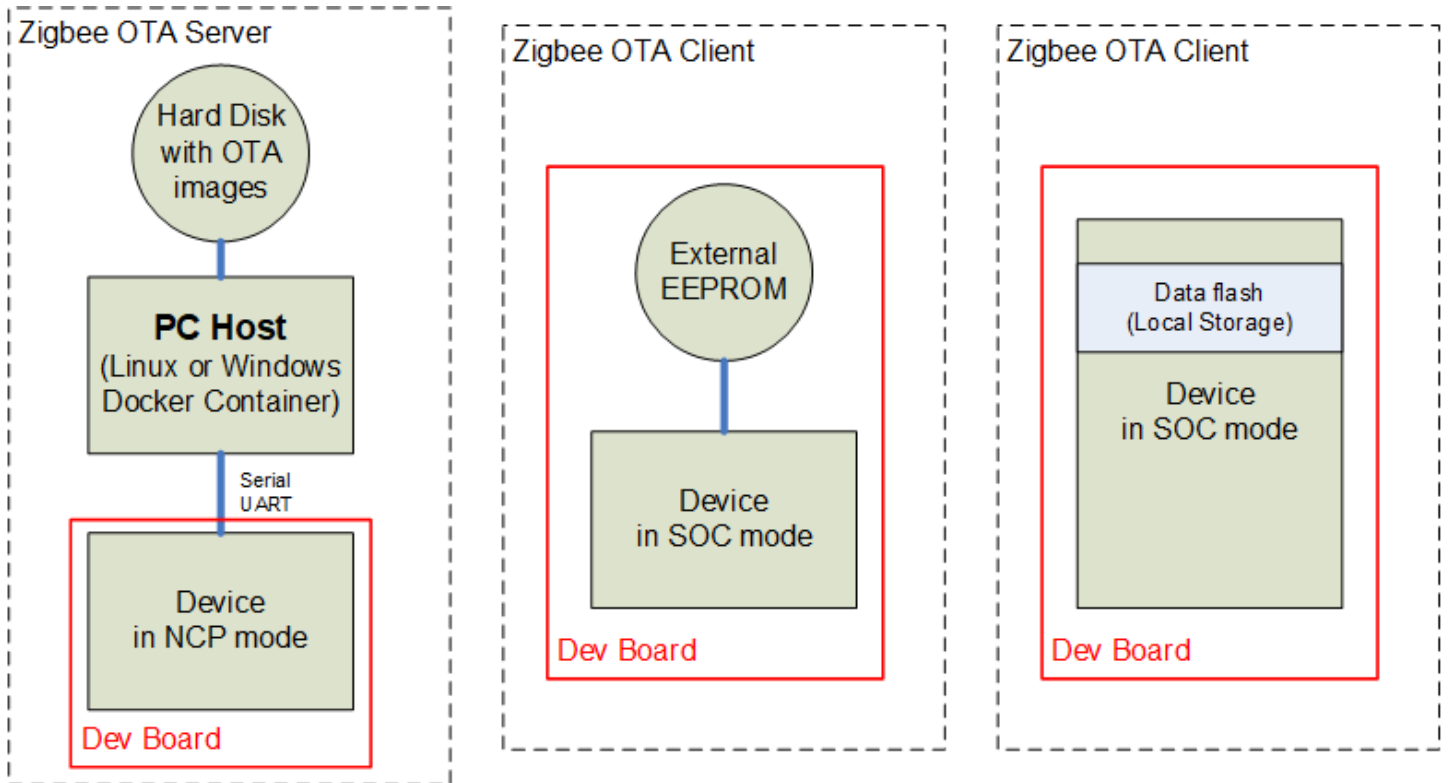 Zigbee OTA Server
Hard Disk
with OTA
images
PC Host
(Linux or Windows
Docker Container)
Serial
UART
Device
in NCP mode
Dev Board
Zigbee OTA Client
External
EEPROM
Device
in SOC mode
Dev Board
Zigbee OTA Client
Data flash
(Local Storage)
Device
in SOC mode
Dev Board